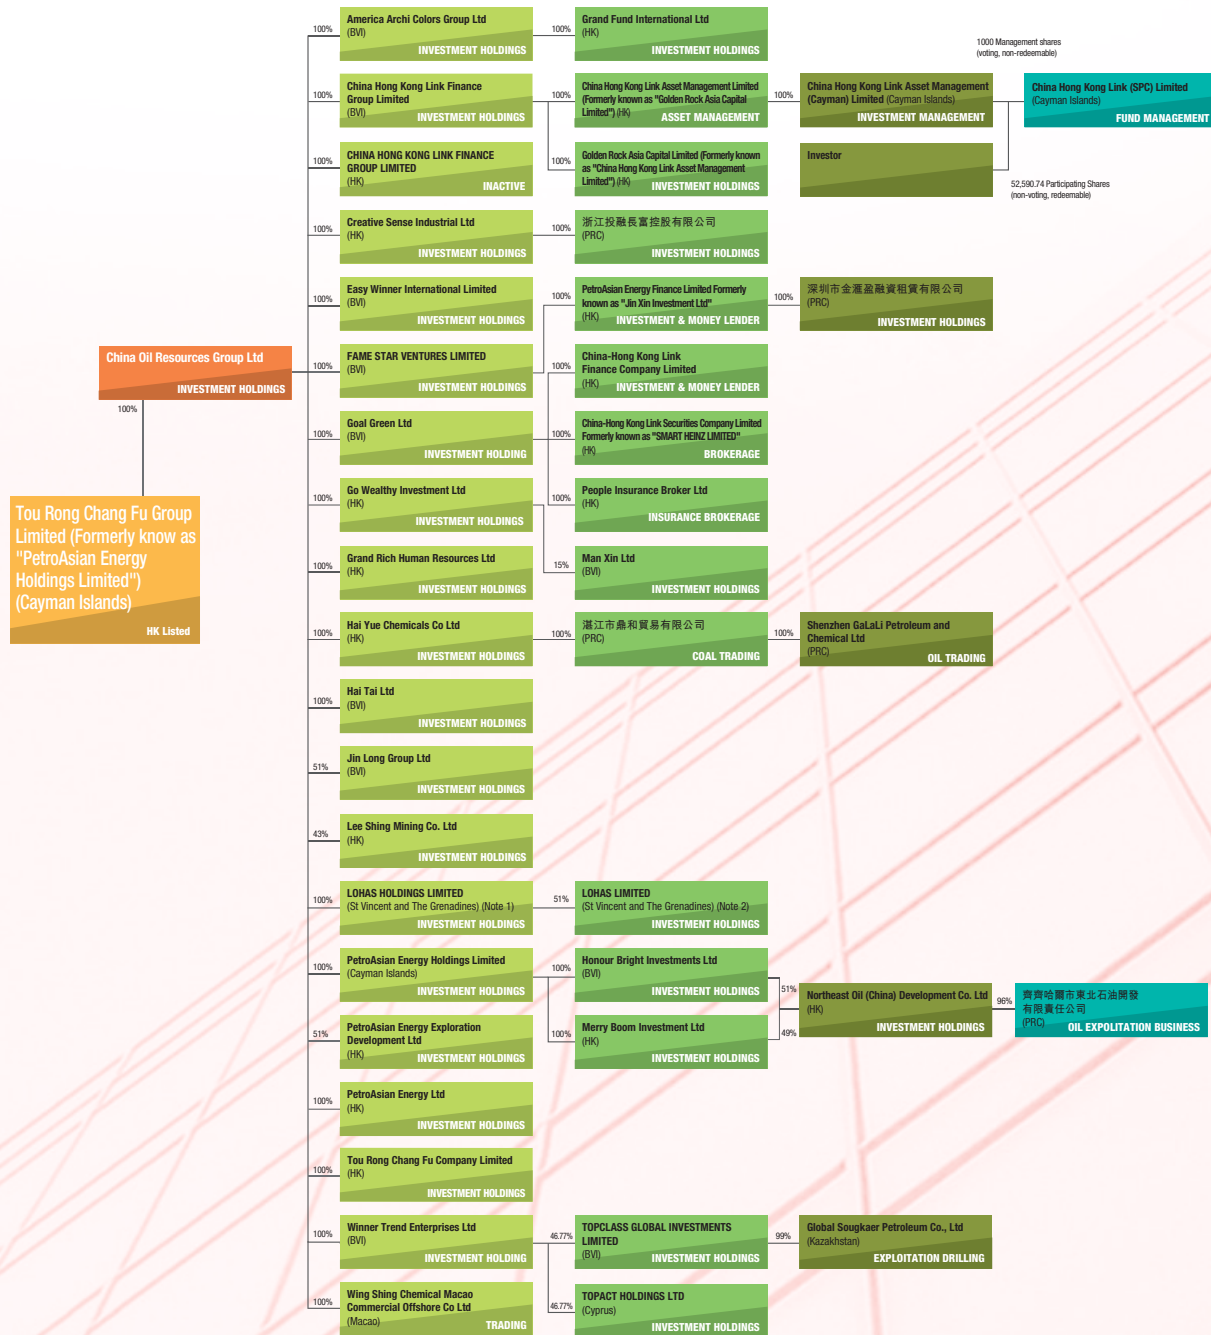 America Archi Colors Group Ltd
(BVI)
INVESTMENT HOLDINGS
100%
Grand Fund International Ltd
(HK)
INVESTMENT HOLDINGS
100%
1000 Management shares
(voting, non-redeemable)
China Hong Kong Link Finance
Group Limited
(BVI)
INVESTMENT HOLDINGS
100%
China Hong Kong Link Asset Management Limited
(Formerly known as "Golden Rock Asia Capital
Limited") (HK)
ASSET MANAGEMENT
100%
China Hong Kong Link Asset Management
(Cayman) Limited (Cayman Islands)
INVESTMENT MANAGEMENT
100%
China Hong Kong Link (SPC) Limited
(Cayman Islands)
FUND MANAGEMENT
CHINA HONG KONG LINK FINANCE
GROUP LIMITED
(HK)
INACTIVE
100%
Golden Rock Asia Capital Limited (Formerly known
as "China Hong Kong Link Asset Management
Limited") (HK)
INVESTMENT HOLDINGS
100%
Investor
52,590.74 Participating Shares
(non-voting, redeemable)
Creative Sense Industrial Ltd
(HK)
INVESTMENT HOLDINGS
100%
浙江投融長富控股有限公司
(PRC)
INVESTMENT HOLDINGS
100%
Easy Winner International Limited
(BVI)
INVESTMENT HOLDINGS
100%
PetroAsian Energy Finance Limited Formerly
known as "Jin Xin Investment Ltd"
(HK)
INVESTMENT & MONEY LENDER
100%
深圳市金滙盈融資租賃有限公司
(PRC)
INVESTMENT HOLDINGS
100%
China Oil Resources Group Ltd
INVESTMENT HOLDINGS
100%
FAME STAR VENTURES LIMITED
(BVI)
INVESTMENT HOLDINGS
100%
China-Hong Kong Link
Finance Company Limited
(HK)
INVESTMENT & MONEY LENDER
100%
Goal Green Ltd
(BVI)
INVESTMENT HOLDING
100%
China-Hong Kong Link Securities Company Limited
Formerly known as "SMART HEINZ LIMITED"
(HK)
BROKERAGE
100%
Go Wealthy Investment Ltd
(HK)
INVESTMENT HOLDINGS
100%
People Insurance Broker Ltd
(HK)
INSURANCE BROKERAGE
100%
Tou Rong Chang Fu Group
Limited (Formerly know as
"PetroAsian Energy
Holdings Limited")
(Cayman Islands)
HK Listed
Grand Rich Human Resources Ltd
(HK)
INVESTMENT HOLDINGS
100%
Man Xin Ltd
(BVI)
INVESTMENT HOLDINGS
15%
Hai Yue Chemicals Co Ltd
(HK)
INVESTMENT HOLDINGS
100%
湛江市鼎和貿易有限公司
(PRC)
COAL TRADING
100%
Shenzhen GaLaLi Petroleum and
Chemical Ltd
(PRC)
OIL TRADING
100%
Hai Tai Ltd
(BVI)
INVESTMENT HOLDINGS
100%
Jin Long Group Ltd
(BVI)
INVESTMENT HOLDINGS
51%
Lee Shing Mining Co. Ltd
(HK)
INVESTMENT HOLDINGS
43%
LOHAS HOLDINGS LIMITED
(St Vincent and The Grenadines) (Note 1)
INVESTMENT HOLDINGS
100%
LOHAS LIMITED
(St Vincent and The Grenadines) (Note 2)
INVESTMENT HOLDINGS
51%
PetroAsian Energy Holdings Limited
(Cayman Islands)
INVESTMENT HOLDINGS
100%
Honour Bright Investments Ltd
(BVI)
INVESTMENT HOLDINGS
100%
51%
Northeast Oil (China) Development Co. Ltd
(HK)
INVESTMENT HOLDINGS
49%
96%
齊齊哈爾市東北石油開發
有限責任公司
(PRC)
OIL EXPOLITATION BUSINESS
PetroAsian Energy Exploration
Development Ltd
(HK)
INVESTMENT HOLDINGS
51%
Merry Boom Investment Ltd
(HK)
INVESTMENT HOLDINGS
100%
PetroAsian Energy Ltd
(HK)
INVESTMENT HOLDINGS
100%
Tou Rong Chang Fu Company Limited
(HK)
INVESTMENT HOLDINGS
100%
Winner Trend Enterprises Ltd
(BVI)
INVESTMENT HOLDING
100%
TOPCLASS GLOBAL INVESTMENTS
LIMITED
(BVI)
INVESTMENT HOLDINGS
46.77%
Global Sougkaer Petroleum Co., Ltd
(Kazakhstan)
EXPLOITATION DRILLING
99%
Wing Shing Chemical Macao
Commercial Offshore Co Ltd
(Macao)
TRADING
100%
TOPACT HOLDINGS LTD
(Cyprus)
INVESTMENT HOLDINGS
46.77%